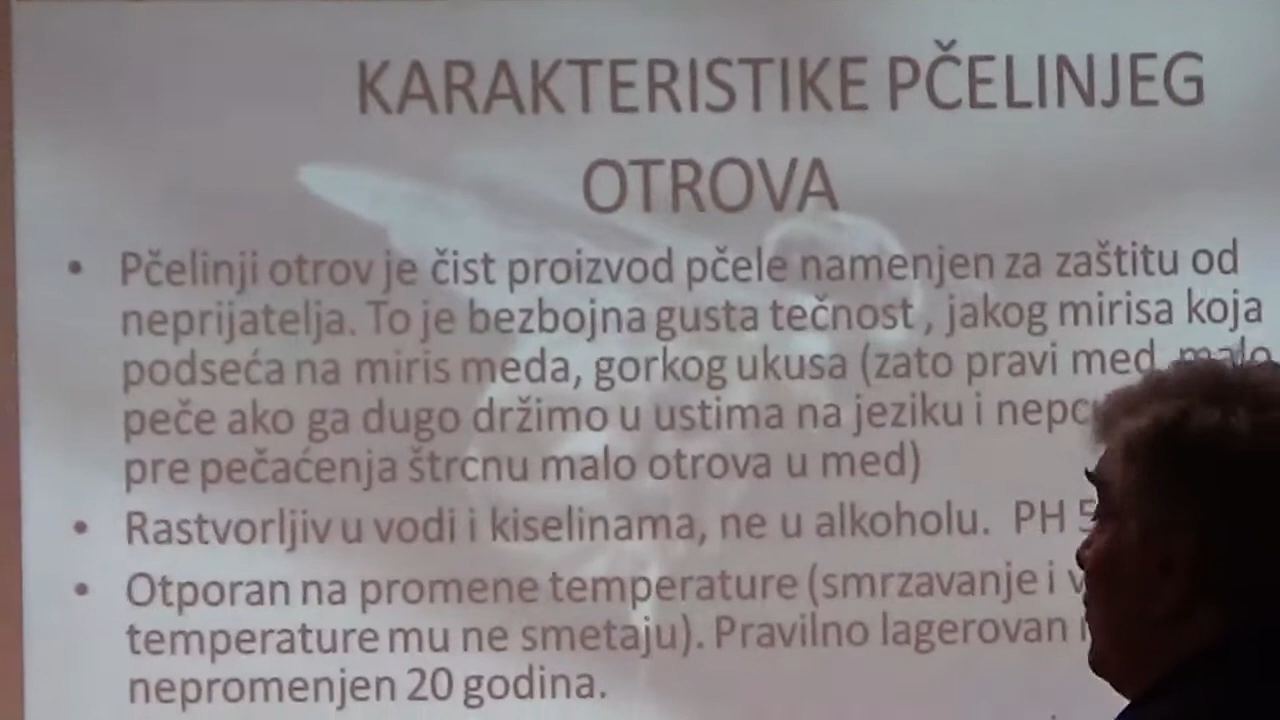 KARAKTERISTIKE PČELINJEG
OTROVA
• Pčelinji otrov je čist proizvod pčele namenjen za zaštitu od
neprijatelja. To je bezbojna gusta tečnost , jakog mirisa koja
podseća na miris meda, gorkog ukusa (zato pravi med malo
peče ako ga dugo držimo u ustima na jeziku i
pre pečaćenja štrcnu malo otrova u med)
• Rastvorljiv u vodi i kiselinama, ne u alkoholu. PH 5
• Otporan na promene temperature (smrzavanje i
temperature mu ne smetaju). Pravilno lagerovan
nepromenjen 20 godina.